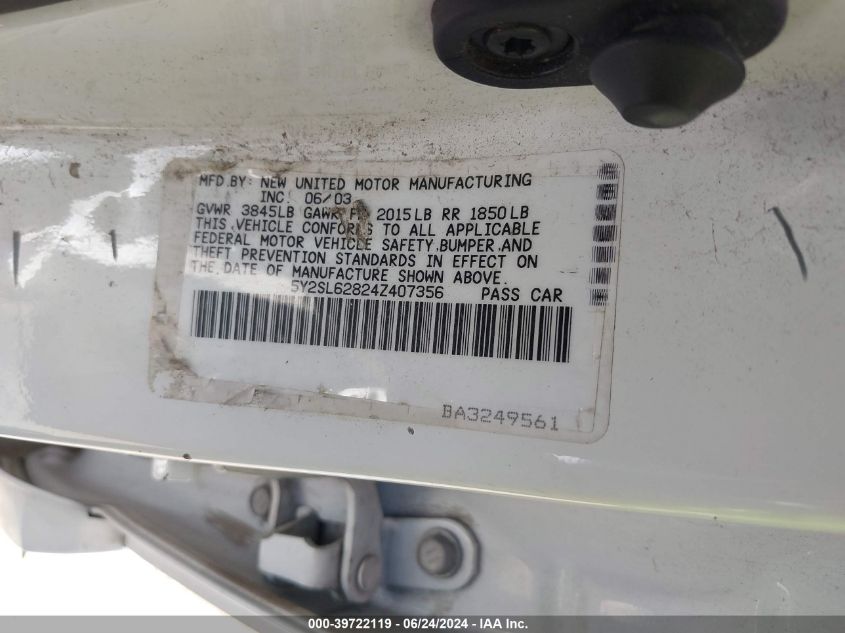 MFD.BY: NEW UNITED MOTOR MANUFACTURING
INC. 06/03
GVWR 3845LB GAWR FR 2015LB RR 1850LB
THIS VEHICLE CONFORMS TO ALL APPLICABLE
FEDERAL MOTOR VEHICLE SAFETY,BUMPER,AND
THEFT PREVENTION STANDARDS IN EFFECT ON
THE DATE OF MANUFACTURE SHOWN ABOVE.
5Y2SL62824Z407356 PASS CAR
BA3249561
000-39722119 / 06/24/2024 / IAA Inc.